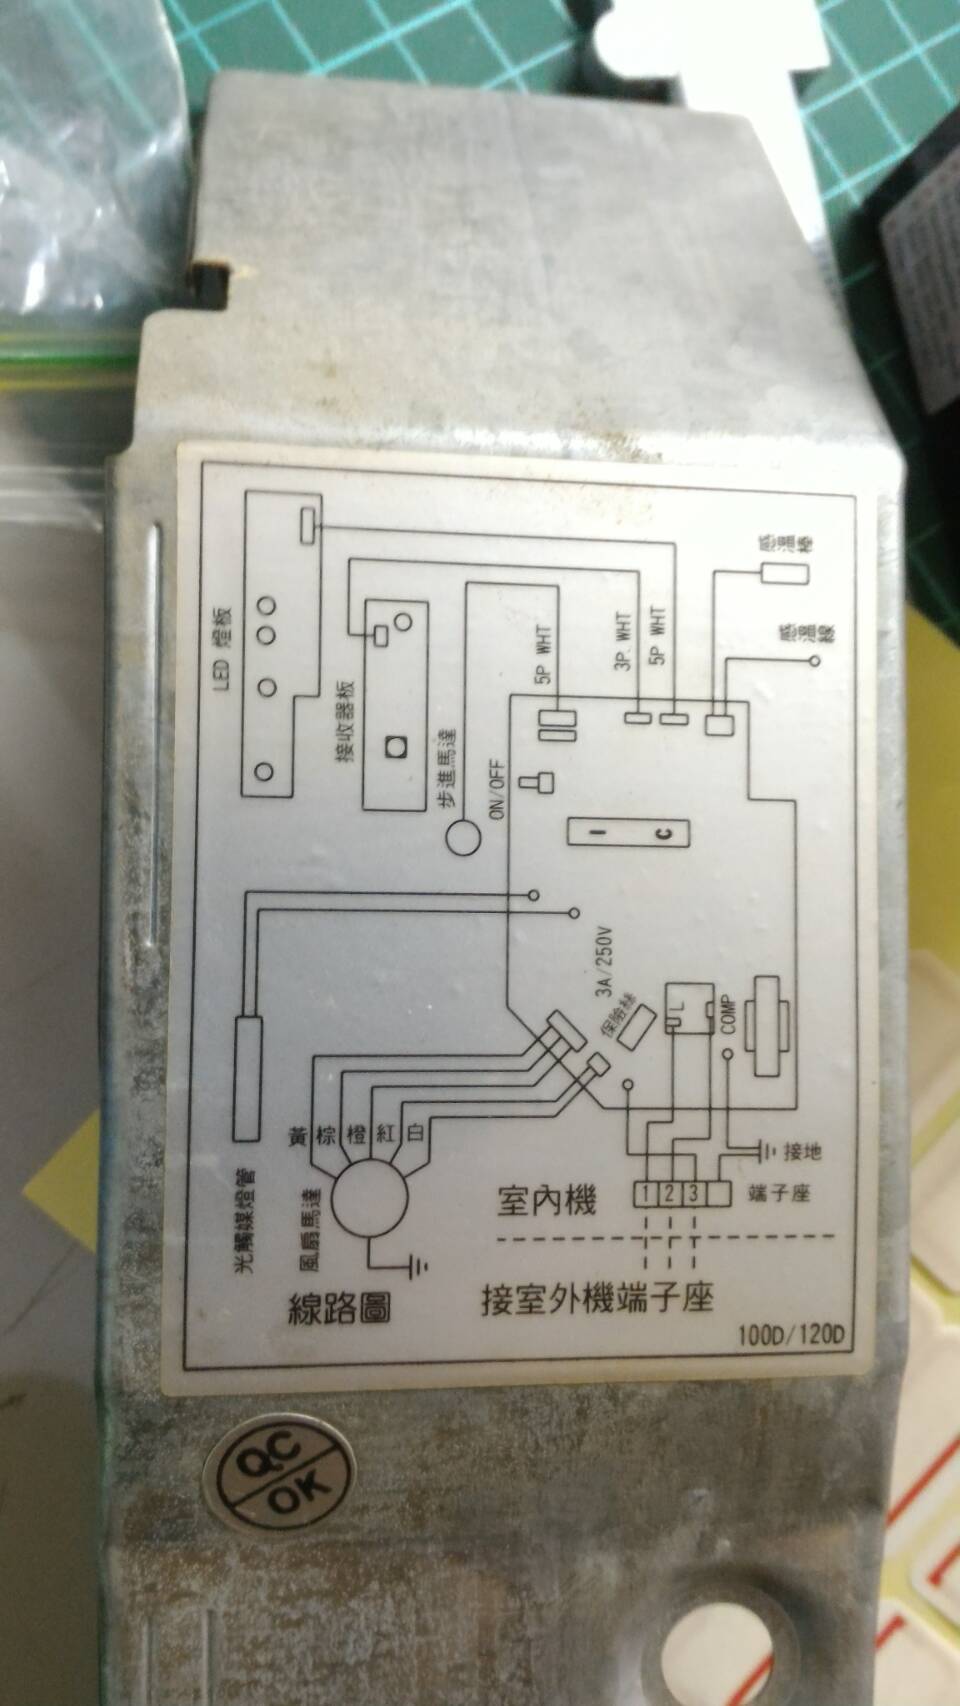 LED 燈板
接收器板
步進馬達
ON/OFF
5P WHT
3P. WHT
5P WHT
感溫棒
感溫線
I C
3A/250V
保險絲
L
COMP
黃 棕 橙 紅 白
光觸媒燈管
風扇馬達
接地
1 2 3
端子座
室內機
線路圖
接室外機端子座
100D/120D
QC
OK